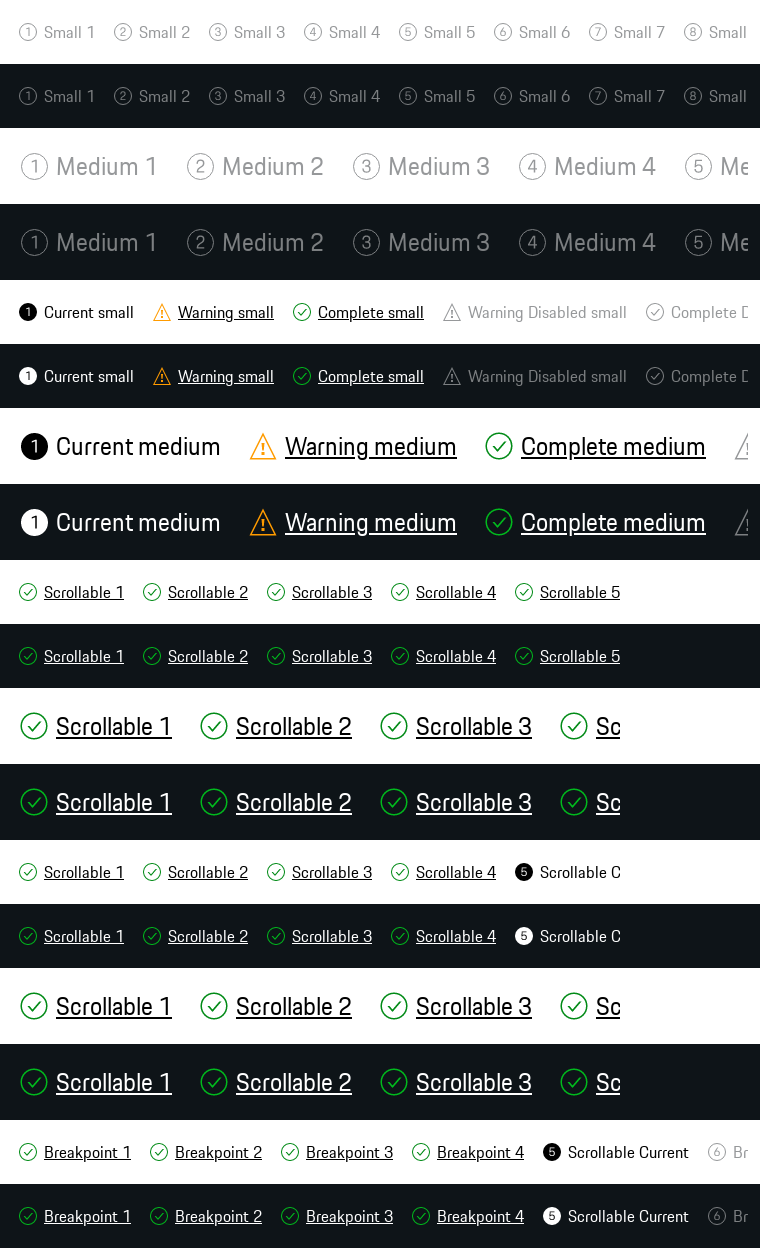 1 Small 1 2 Small 2 3 Small 3 4 Small 4 5 Small 5 6 Small 6 7 Small 7 8 Small
1 Small 1 2 Small 2 3 Small 3 4 Small 4 5 Small 5 6 Small 6 7 Small 7 8 Small
1 Medium 1 2 Medium 2 3 Medium 3 4 Medium 4 5 Me
1 Medium 1 2 Medium 2 3 Medium 3 4 Medium 4 5 Me
1 Current small Warning small Complete small Warning Disabled small Complete D
1 Current small Warning small Complete small Warning Disabled small Complete D
1 Current medium Warning medium Complete medium
1 Current medium Warning medium Complete medium
Scrollable 1 Scrollable 2 Scrollable 3 Scrollable 4 Scrollable 5
Scrollable 1 Scrollable 2 Scrollable 3 Scrollable 4 Scrollable 5
Scrollable 1 Scrollable 2 Scrollable 3 Sc
Scrollable 1 Scrollable 2 Scrollable 3 Sc
Scrollable 1 Scrollable 2 Scrollable 3 Scrollable 4 5 Scrollable C
Scrollable 1 Scrollable 2 Scrollable 3 Scrollable 4 5 Scrollable C
Scrollable 1 Scrollable 2 Scrollable 3 Sc
Scrollable 1 Scrollable 2 Scrollable 3 Sc
Breakpoint 1 Breakpoint 2 Breakpoint 3 Breakpoint 4 5 Scrollable Current 6 Br
Breakpoint 1 Breakpoint 2 Breakpoint 3 Breakpoint 4 5 Scrollable Current 6 Br